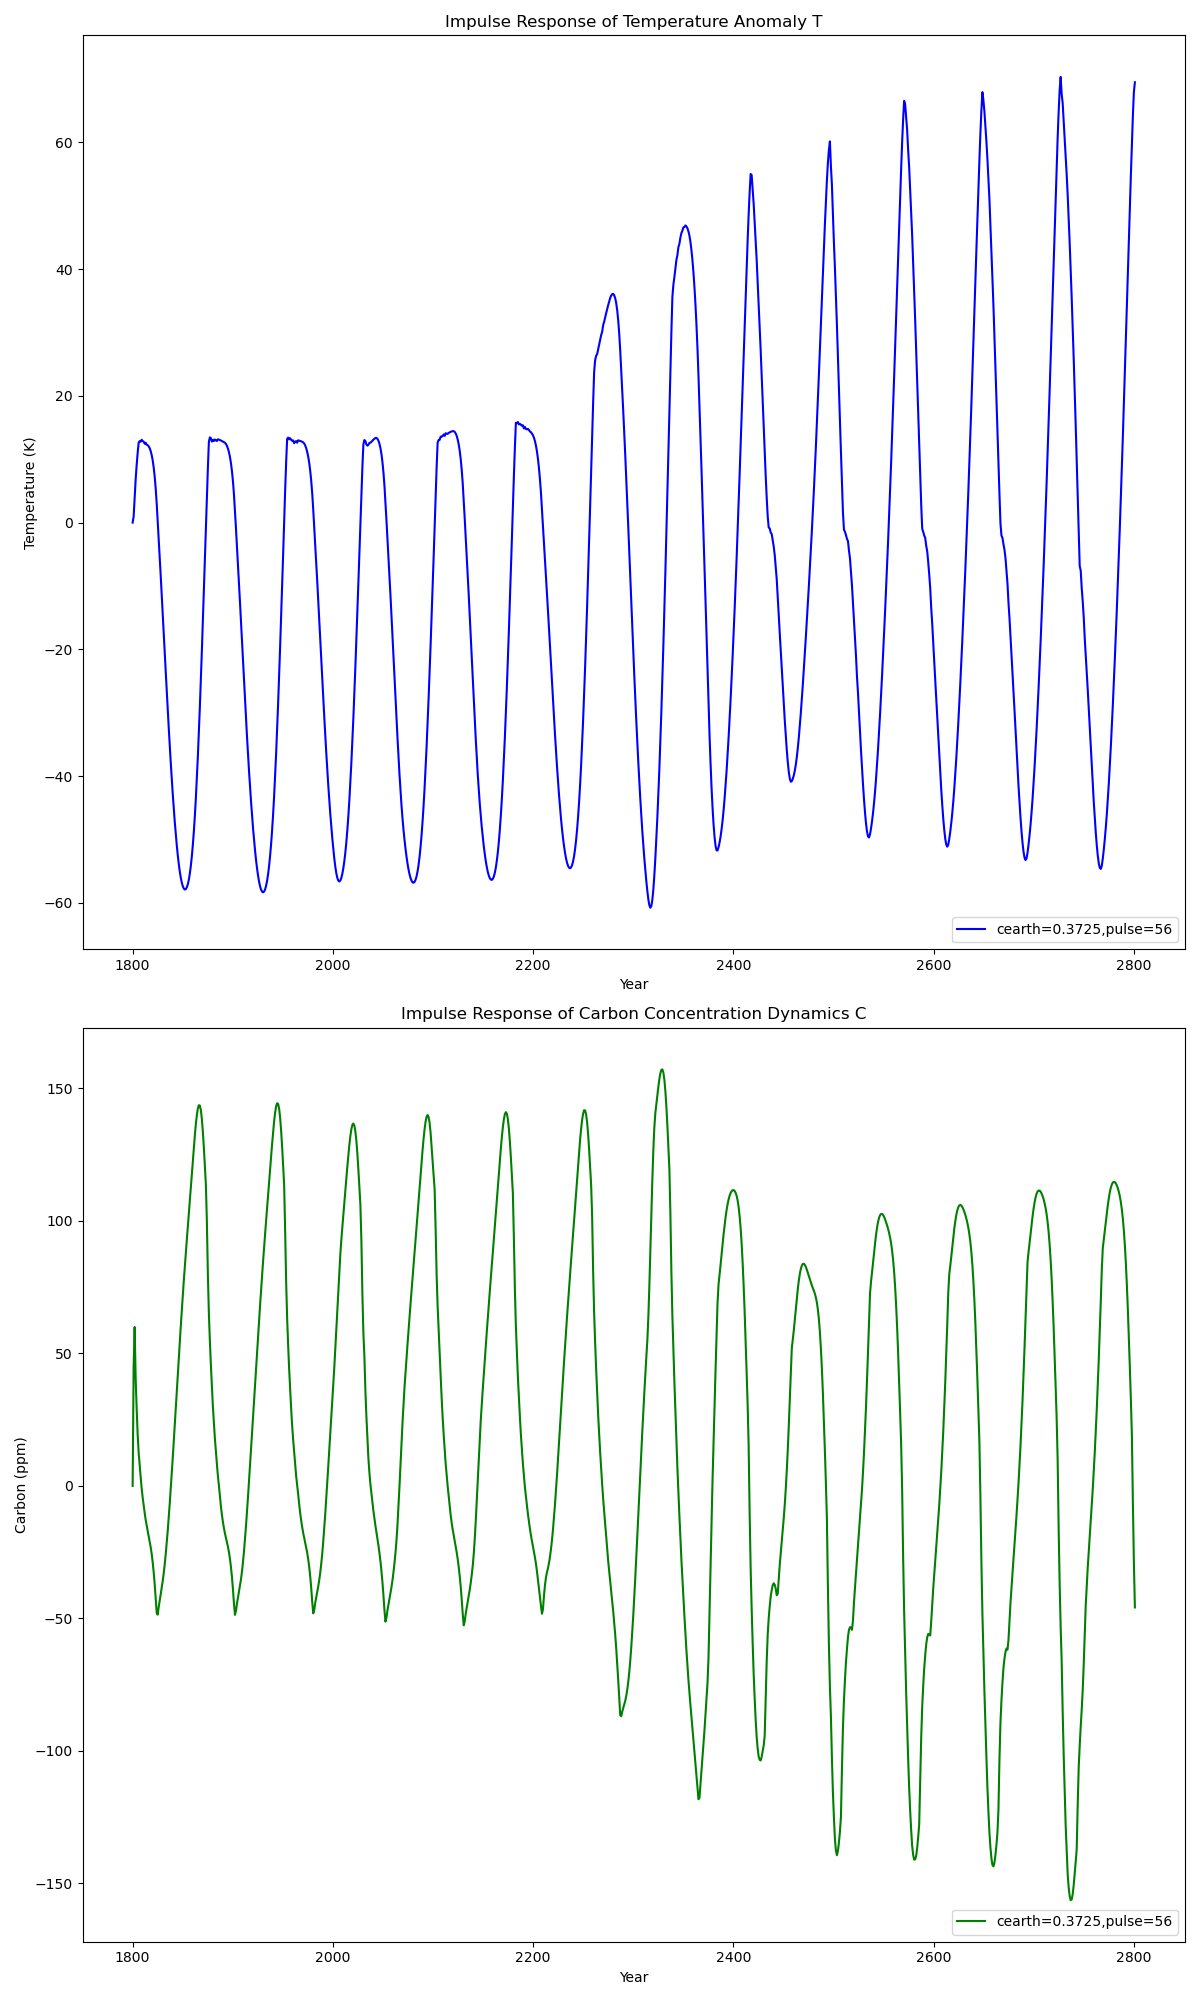 Impulse Response of Temperature Anomaly T
Temperature (K)
60
40
20
0
−20
−40
−60
cearth=0.3725,pulse=56
1800 2000 2200 2400 2600 2800
Year
Impulse Response of Carbon Concentration Dynamics C
Carbon (ppm)
150
100
50
0
−50
−100
−150
cearth=0.3725,pulse=56
1800 2000 2200 2400 2600 2800
Year